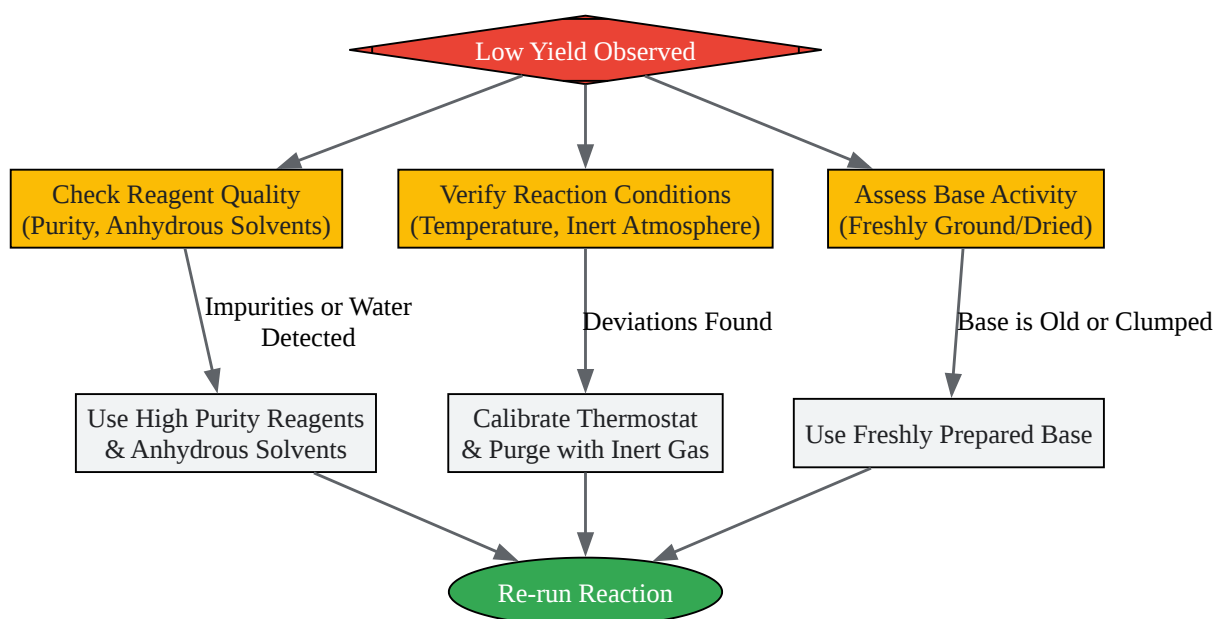 Low Yield Observed
Check Reagent Quality
(Purity, Anhydrous Solvents)
Verify Reaction Conditions
(Temperature, Inert Atmosphere)
Assess Base Activity
(Freshly Ground/Dried)
Impurities or Water
Detected
Deviations Found
Base is Old or Clumped
Use High Purity Reagents
& Anhydrous Solvents
Calibrate Thermostat
& Purge with Inert Gas
Use Freshly Prepared Base
Re-run Reaction